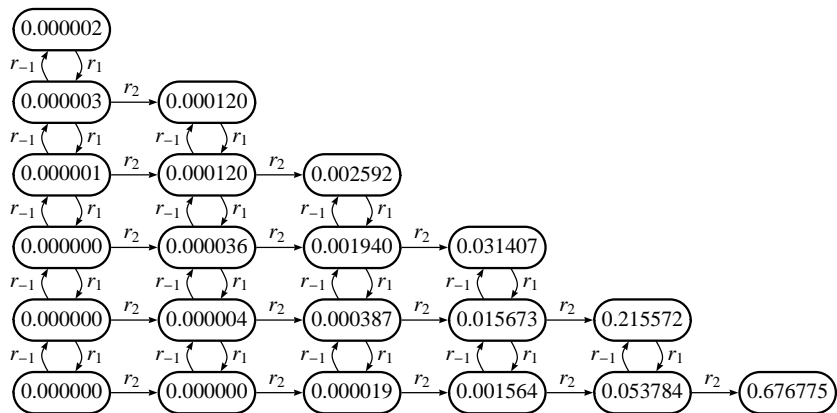 0.000002
r₋₁ r₁
0.000003 r₂ 0.000120
r₋₁ r₁ r₋₁ r₁
0.000001 r₂ 0.000120 r₂ 0.002592
r₋₁ r₁ r₋₁ r₁ r₋₁ r₁
0.000000 r₂ 0.000036 r₂ 0.001940 r₂ 0.031407
r₋₁ r₁ r₋₁ r₁ r₋₁ r₁ r₋₁ r₁
0.000000 r₂ 0.000004 r₂ 0.000387 r₂ 0.015673 r₂ 0.215572
r₋₁ r₁ r₋₁ r₁ r₋₁ r₁ r₋₁ r₁ r₋₁ r₁
0.000000 r₂ 0.000000 r₂ 0.000019 r₂ 0.001564 r₂ 0.053784 r₂ 0.676775